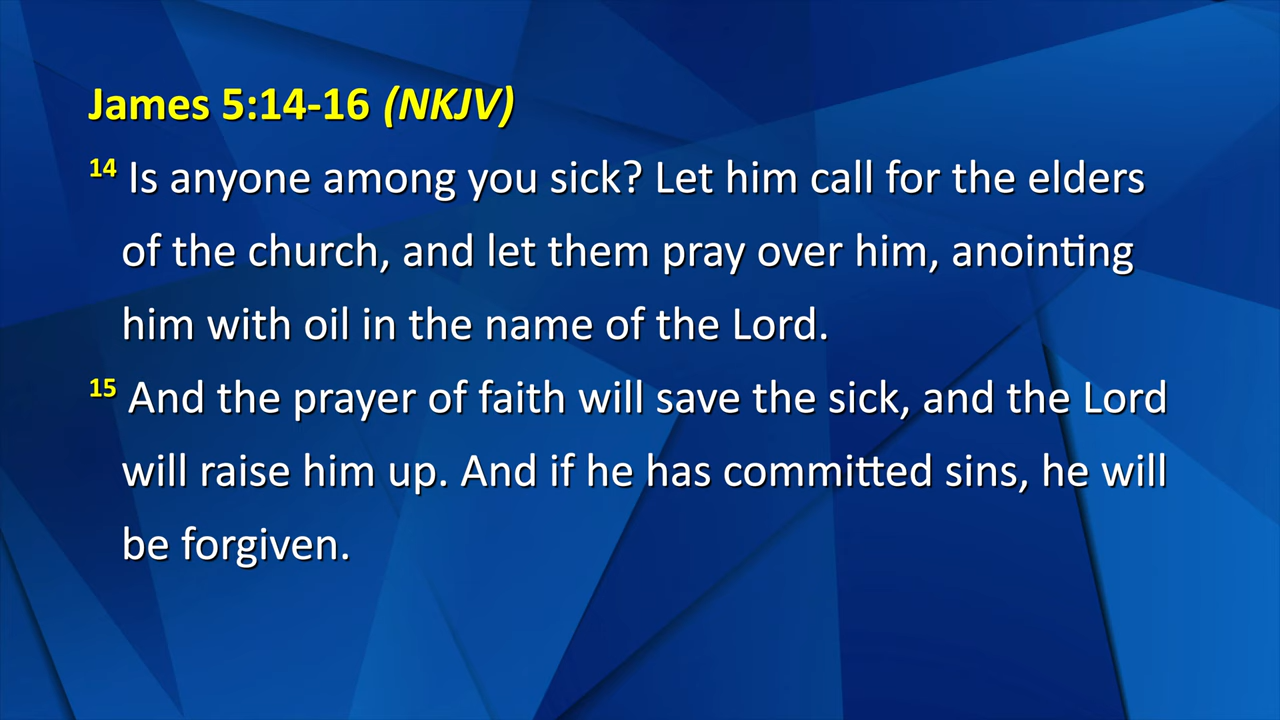 James 5:14-16 (NKJV)
14 Is anyone among you sick? Let him call for the elders
of the church, and let them pray over him, anointing
him with oil in the name of the Lord.
15 And the prayer of faith will save the sick, and the Lord
will raise him up. And if he has committed sins, he will
be forgiven.